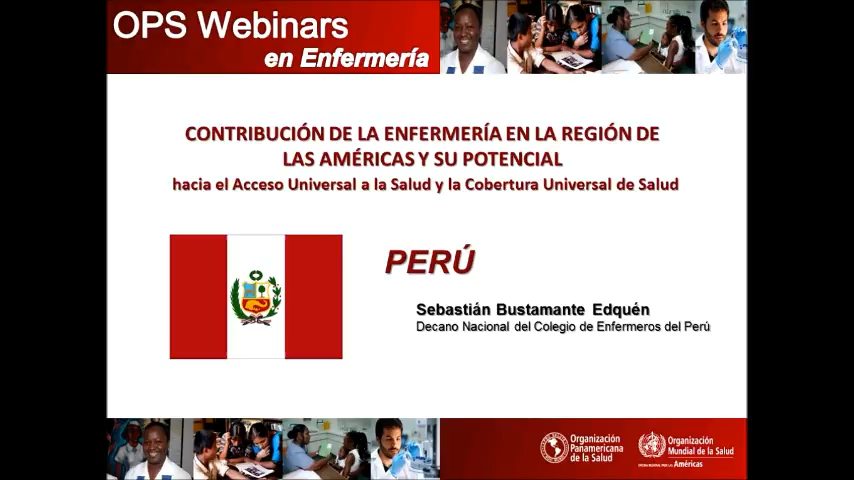 OPS Webinars
en Enfermería
CONTRIBUCIÓN DE LA ENFERMERÍA EN LA REGIÓN DE
LAS AMÉRICAS Y SU POTENCIAL
hacia el Acceso Universal a la Salud y la Cobertura Universal de Salud
PERÚ
Sebastián Bustamante Edquén
Decano Nacional del Colegio de Enfermeros del Perú
Organización
Panamericana
de la Salud
Organización
Mundial de la Salud
Américas